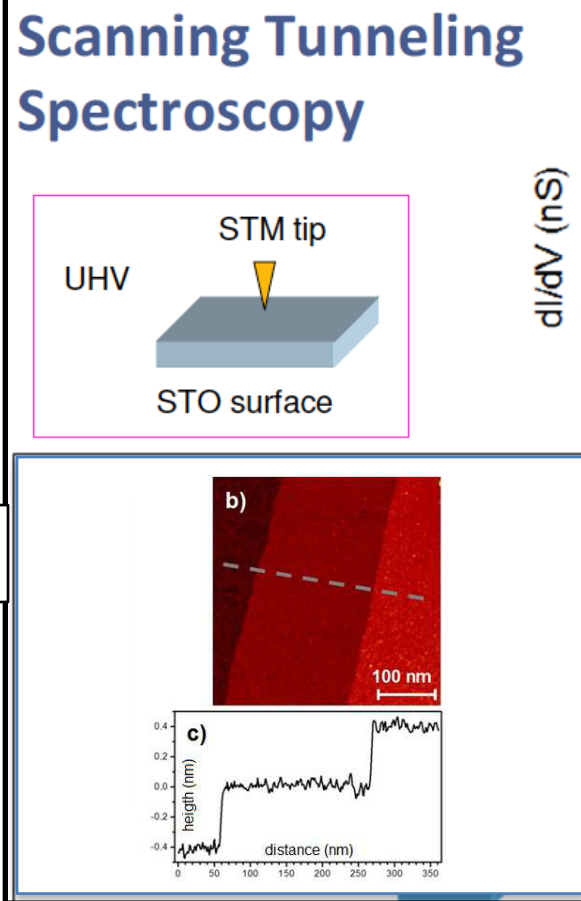 Scanning Tunneling
Spectroscopy
dI/dV (nS)
STM tip
UHV
STO surface
b)
100 nm
c)
0.4
0.2
0.0
-0.2
-0.4
heigth (nm)
distance (nm)
0 50 100 150 200 250 300 350